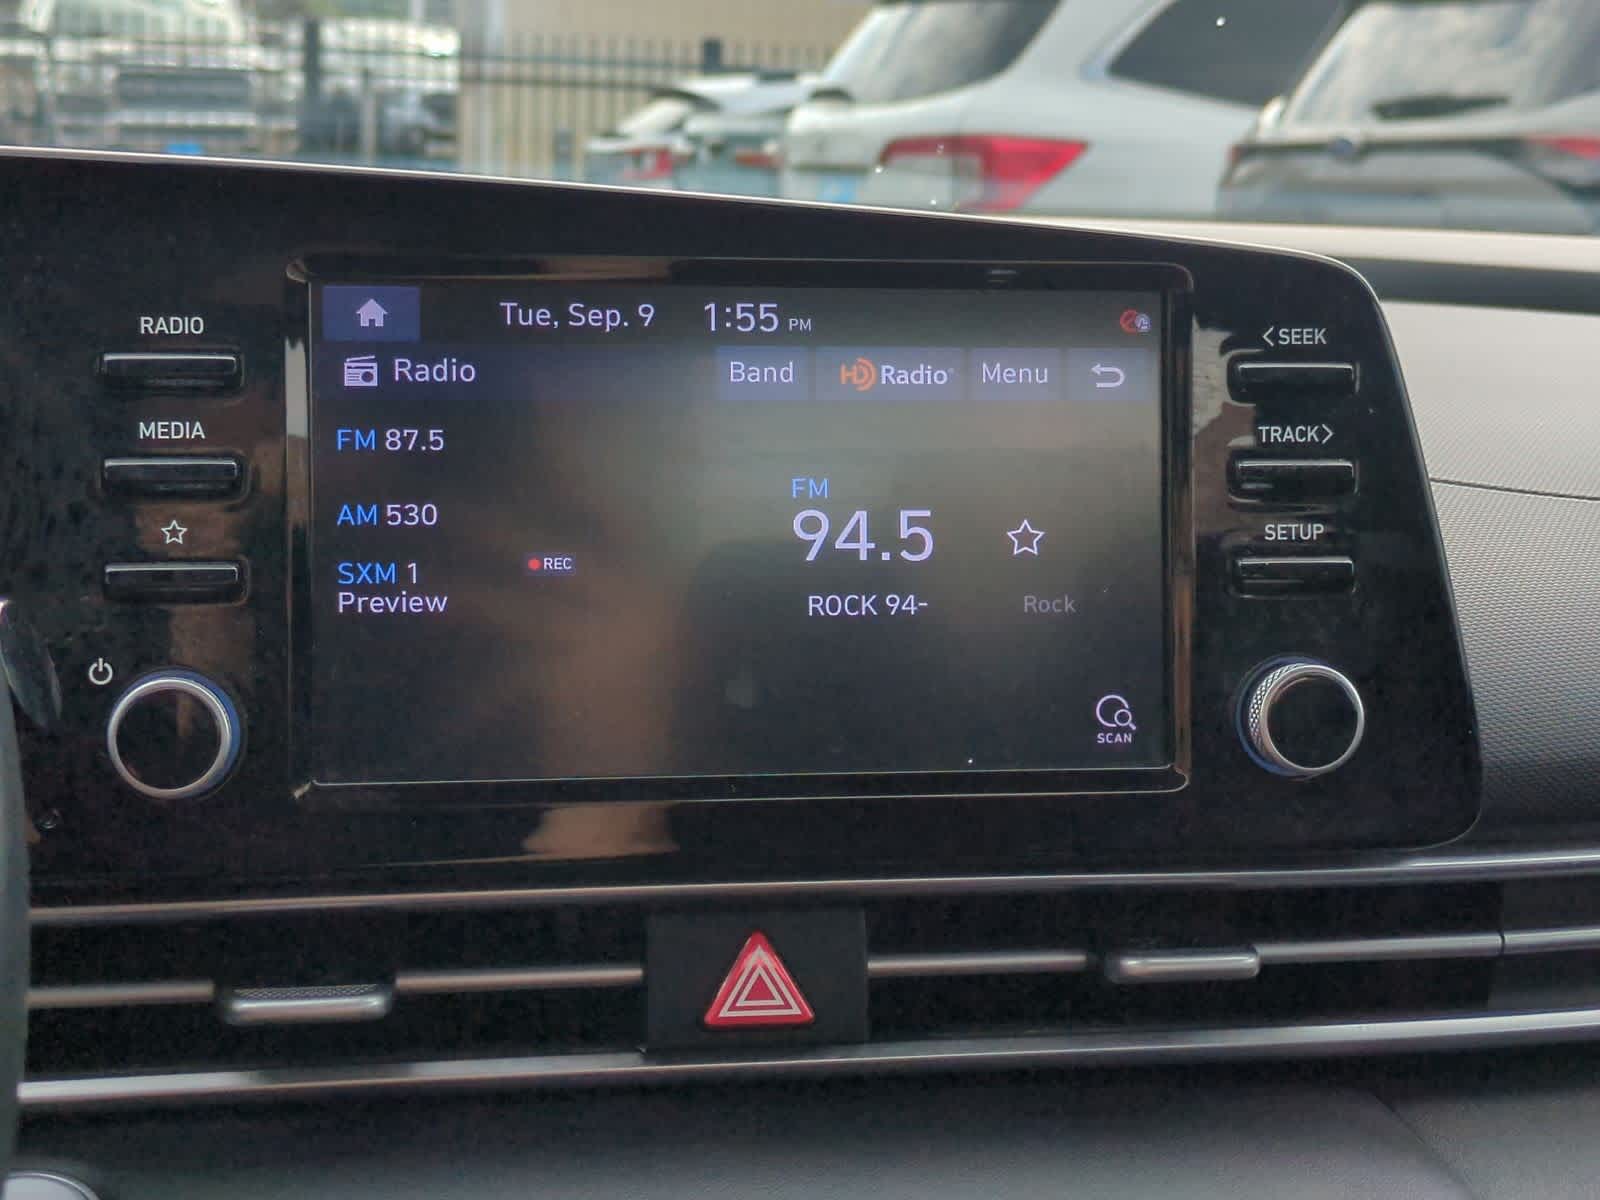 RADIO
MEDIA
Tue, Sep. 9 1:55 PM
Radio
Band HD Radio Menu
FM 87.5
AM 530
SXM 1
Preview
REC
FM
94.5
ROCK 94- Rock
SCAN
<SEEK
TRACK>
SETUP